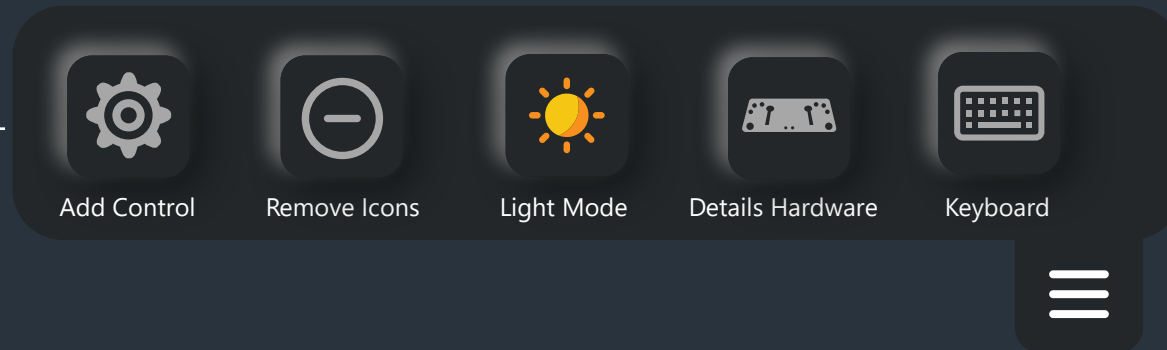 Add Control
Remove Icons
Light Mode
Details Hardware
Keyboard